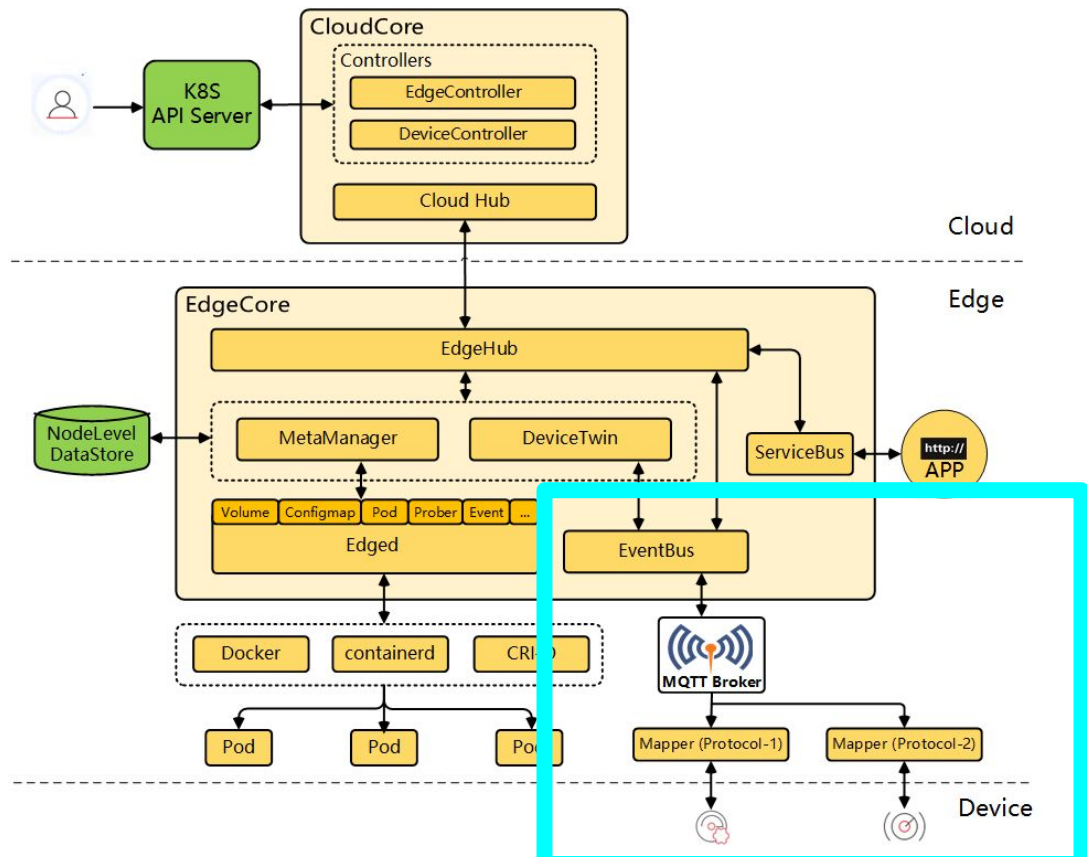 CloudCore
Controllers
EdgeController
DeviceController
K8S
API Server
Cloud Hub
Cloud
Edge
EdgeCore
EdgeHub
NodeLevel
DataStore
MetaManager
DeviceTwin
ServiceBus
http://
APP
Volume
Configmap
Pod
Prober
Event
...
Edged
EventBus
Docker
containerd
MQTT Broker
Pod
Pod
Mapper (Protocol-1)
Mapper (Protocol-2)
Device